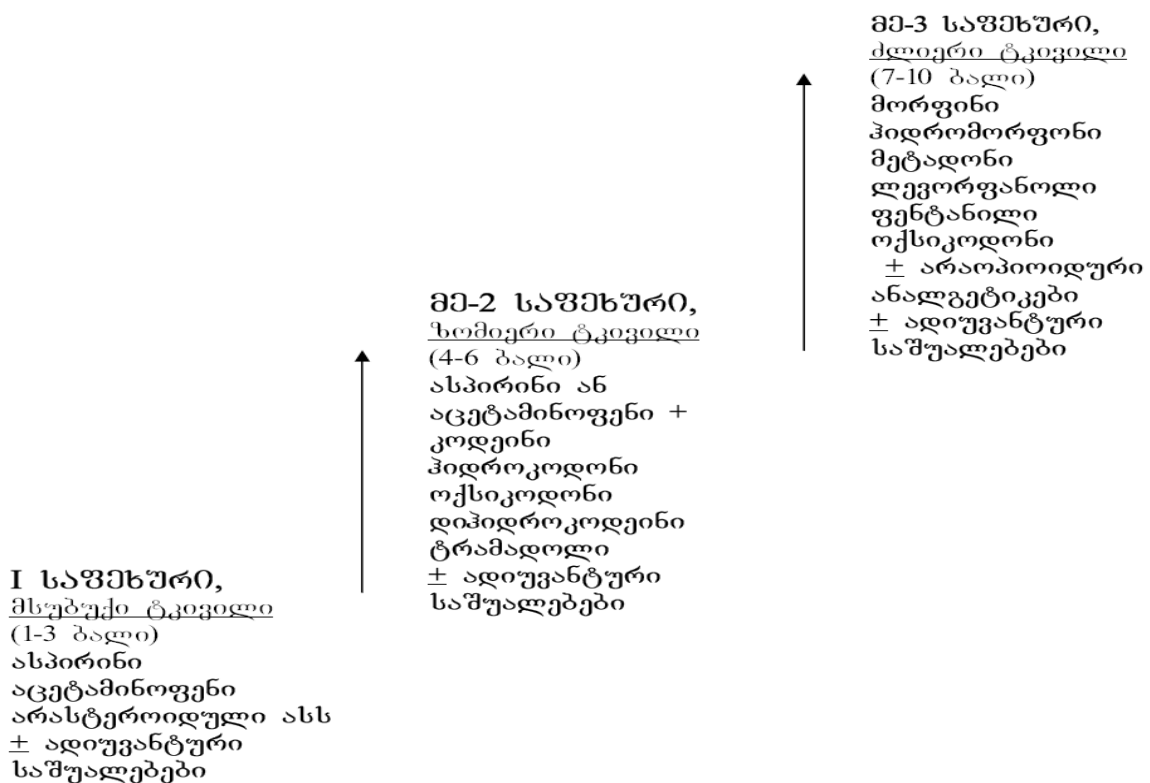 I საფეხური,
მსუბუქი ტკივილი
(1-3 ბალი)
ასპირინი
აცეტამინოფენი
არასტეროიდული ასს
± ადიუვანტური
საშუალებები
მე-2 საფეხური,
ზომიერი ტკივილი
(4-6 ბალი)
ასპირინი ან
აცეტამინოფენი +
კოდეინი
ჰიდროკოდონი
ოქსიკოდონი
დიჰიდროკოდეინი
ტრამადოლი
± ადიუვანტური
საშუალებები
მე-3 საფეხური,
ძლიერი ტკივილი
(7-10 ბალი)
მორფინი
ჰიდრომორფონი
მეტადონი
ლევორფანოლი
ფენტანილი
ოქსიკოდონი
± არაოპიოიდური
ანალგეტიკები
± ადიუვანტური
საშუალებები